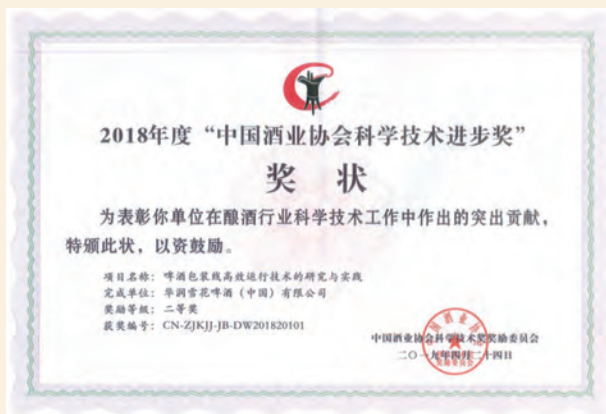 2018年度“中国酒业协会科学技术进步奖”
奖 状
为表彰你单位在酿酒行业科学技术工作中作出的突出贡献，
特颁此状，以资鼓励。
项目名称：啤酒包装线高效运行技术的研究与实践
完成单位：华润雪花啤酒（中国）有限公司
奖励等级：二等奖
获奖编号：CN-ZJKJJ-JB-DW201820101
中国酒业协会科学技术奖奖励委员会
二〇一九年四月二十四日